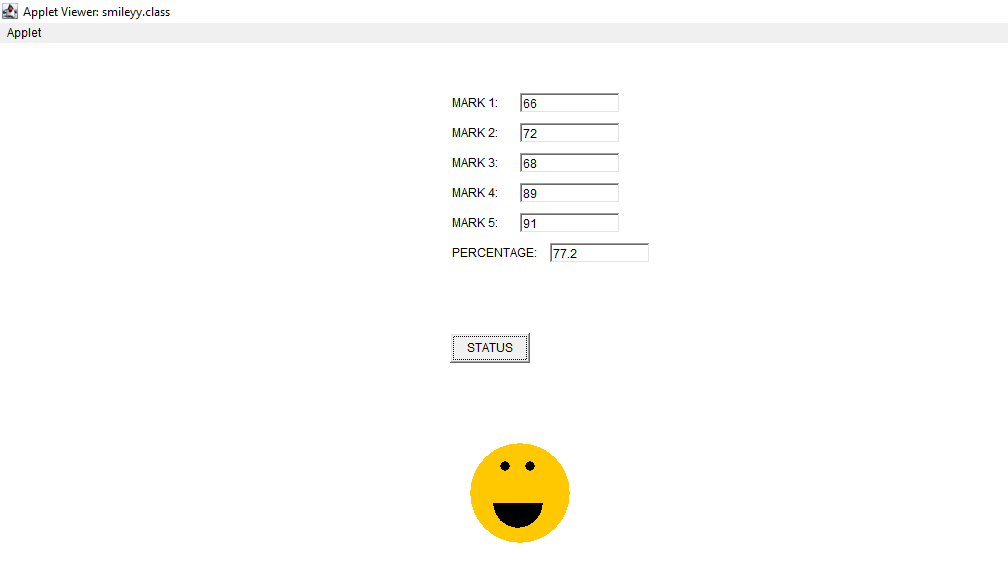 Applet Viewer: smileyy.class
Applet
MARK 1: 66
MARK 2: 72
MARK 3: 68
MARK 4: 89
MARK 5: 91
PERCENTAGE: 77.2
STATUS